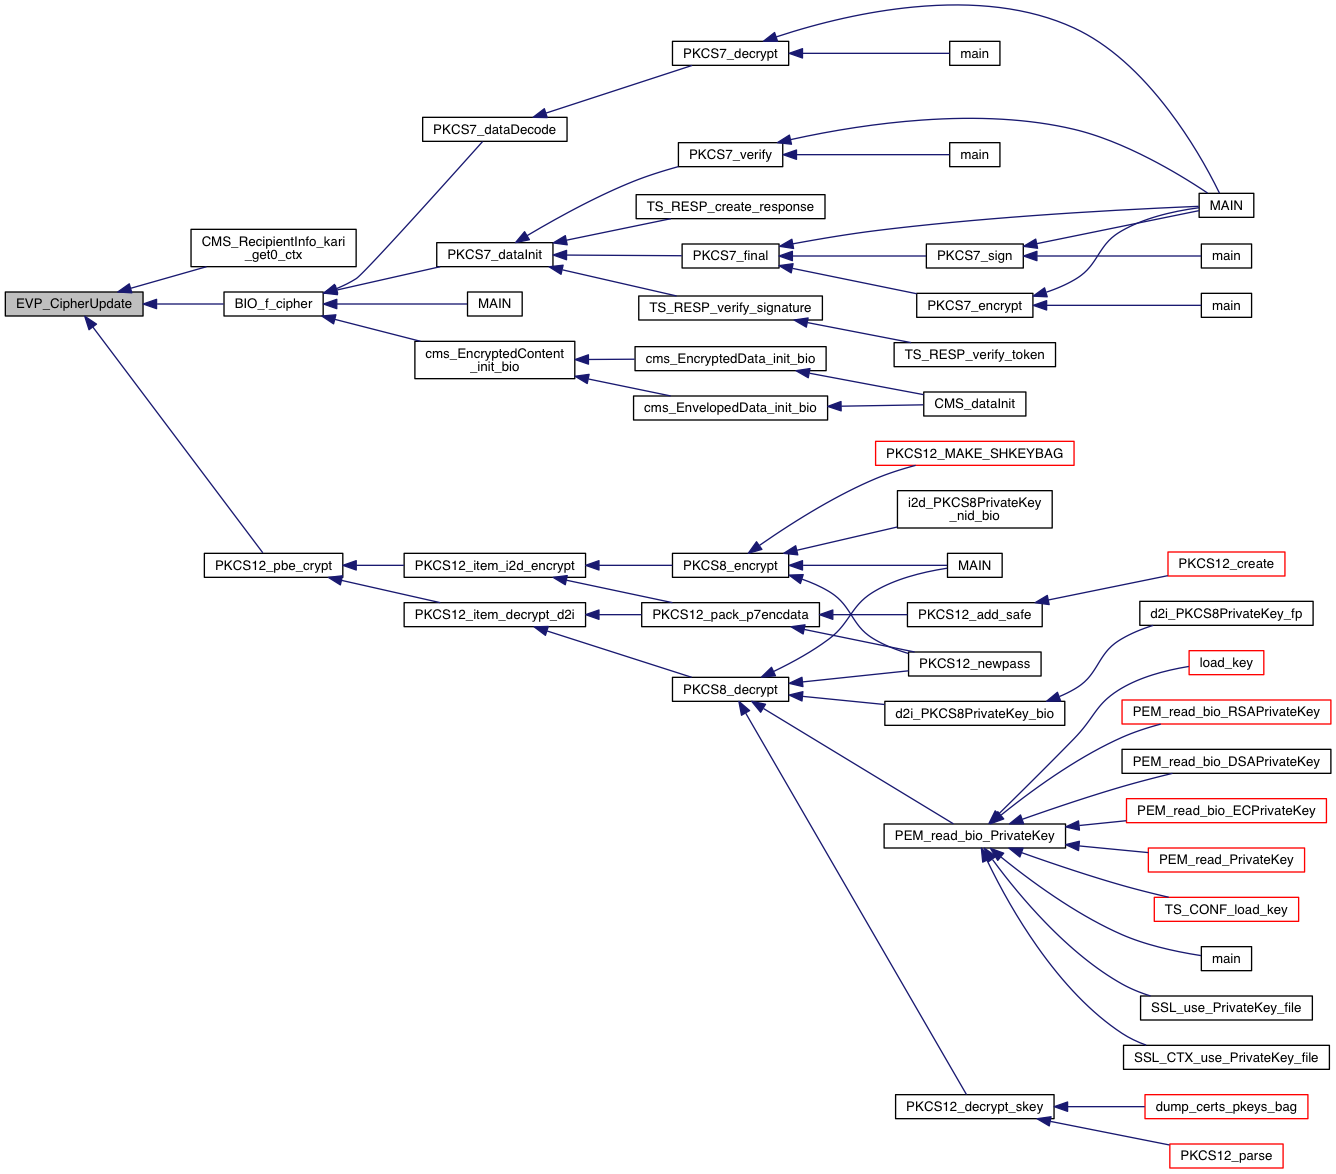 PKCS7_decrypt
main
PKCS7_dataDecode
PKCS7_verify
main
TS_RESP_create_response
MAIN
CMS_RecipientInfo_kari
_get0_ctx
PKCS7_dataInit
PKCS7_final
PKCS7_sign
main
EVP_CipherUpdate
BIO_f_cipher
MAIN
TS_RESP_verify_signature
PKCS7_encrypt
main
cms_EncryptedContent
_init_bio
cms_EncryptedData_init_bio
TS_RESP_verify_token
cms_EnvelopedData_init_bio
CMS_dataInit
PKCS12_MAKE_SHKEYBAG
i2d_PKCS8PrivateKey
_nid_bio
PKCS12_pbe_crypt
PKCS12_item_i2d_encrypt
PKCS8_encrypt
MAIN
PKCS12_create
PKCS12_item_decrypt_d2i
PKCS12_pack_p7encdata
PKCS12_add_safe
d2i_PKCS8PrivateKey_fp
PKCS12_newpass
load_key
PKCS8_decrypt
d2i_PKCS8PrivateKey_bio
PEM_read_bio_RSAPrivateKey
PEM_read_bio_DSAPrivateKey
PEM_read_bio_ECPrivateKey
PEM_read_bio_PrivateKey
PEM_read_PrivateKey
TS_CONF_load_key
main
SSL_use_PrivateKey_file
SSL_CTX_use_PrivateKey_file
PKCS12_decrypt_skey
dump_certs_pkeys_bag
PKCS12_parse